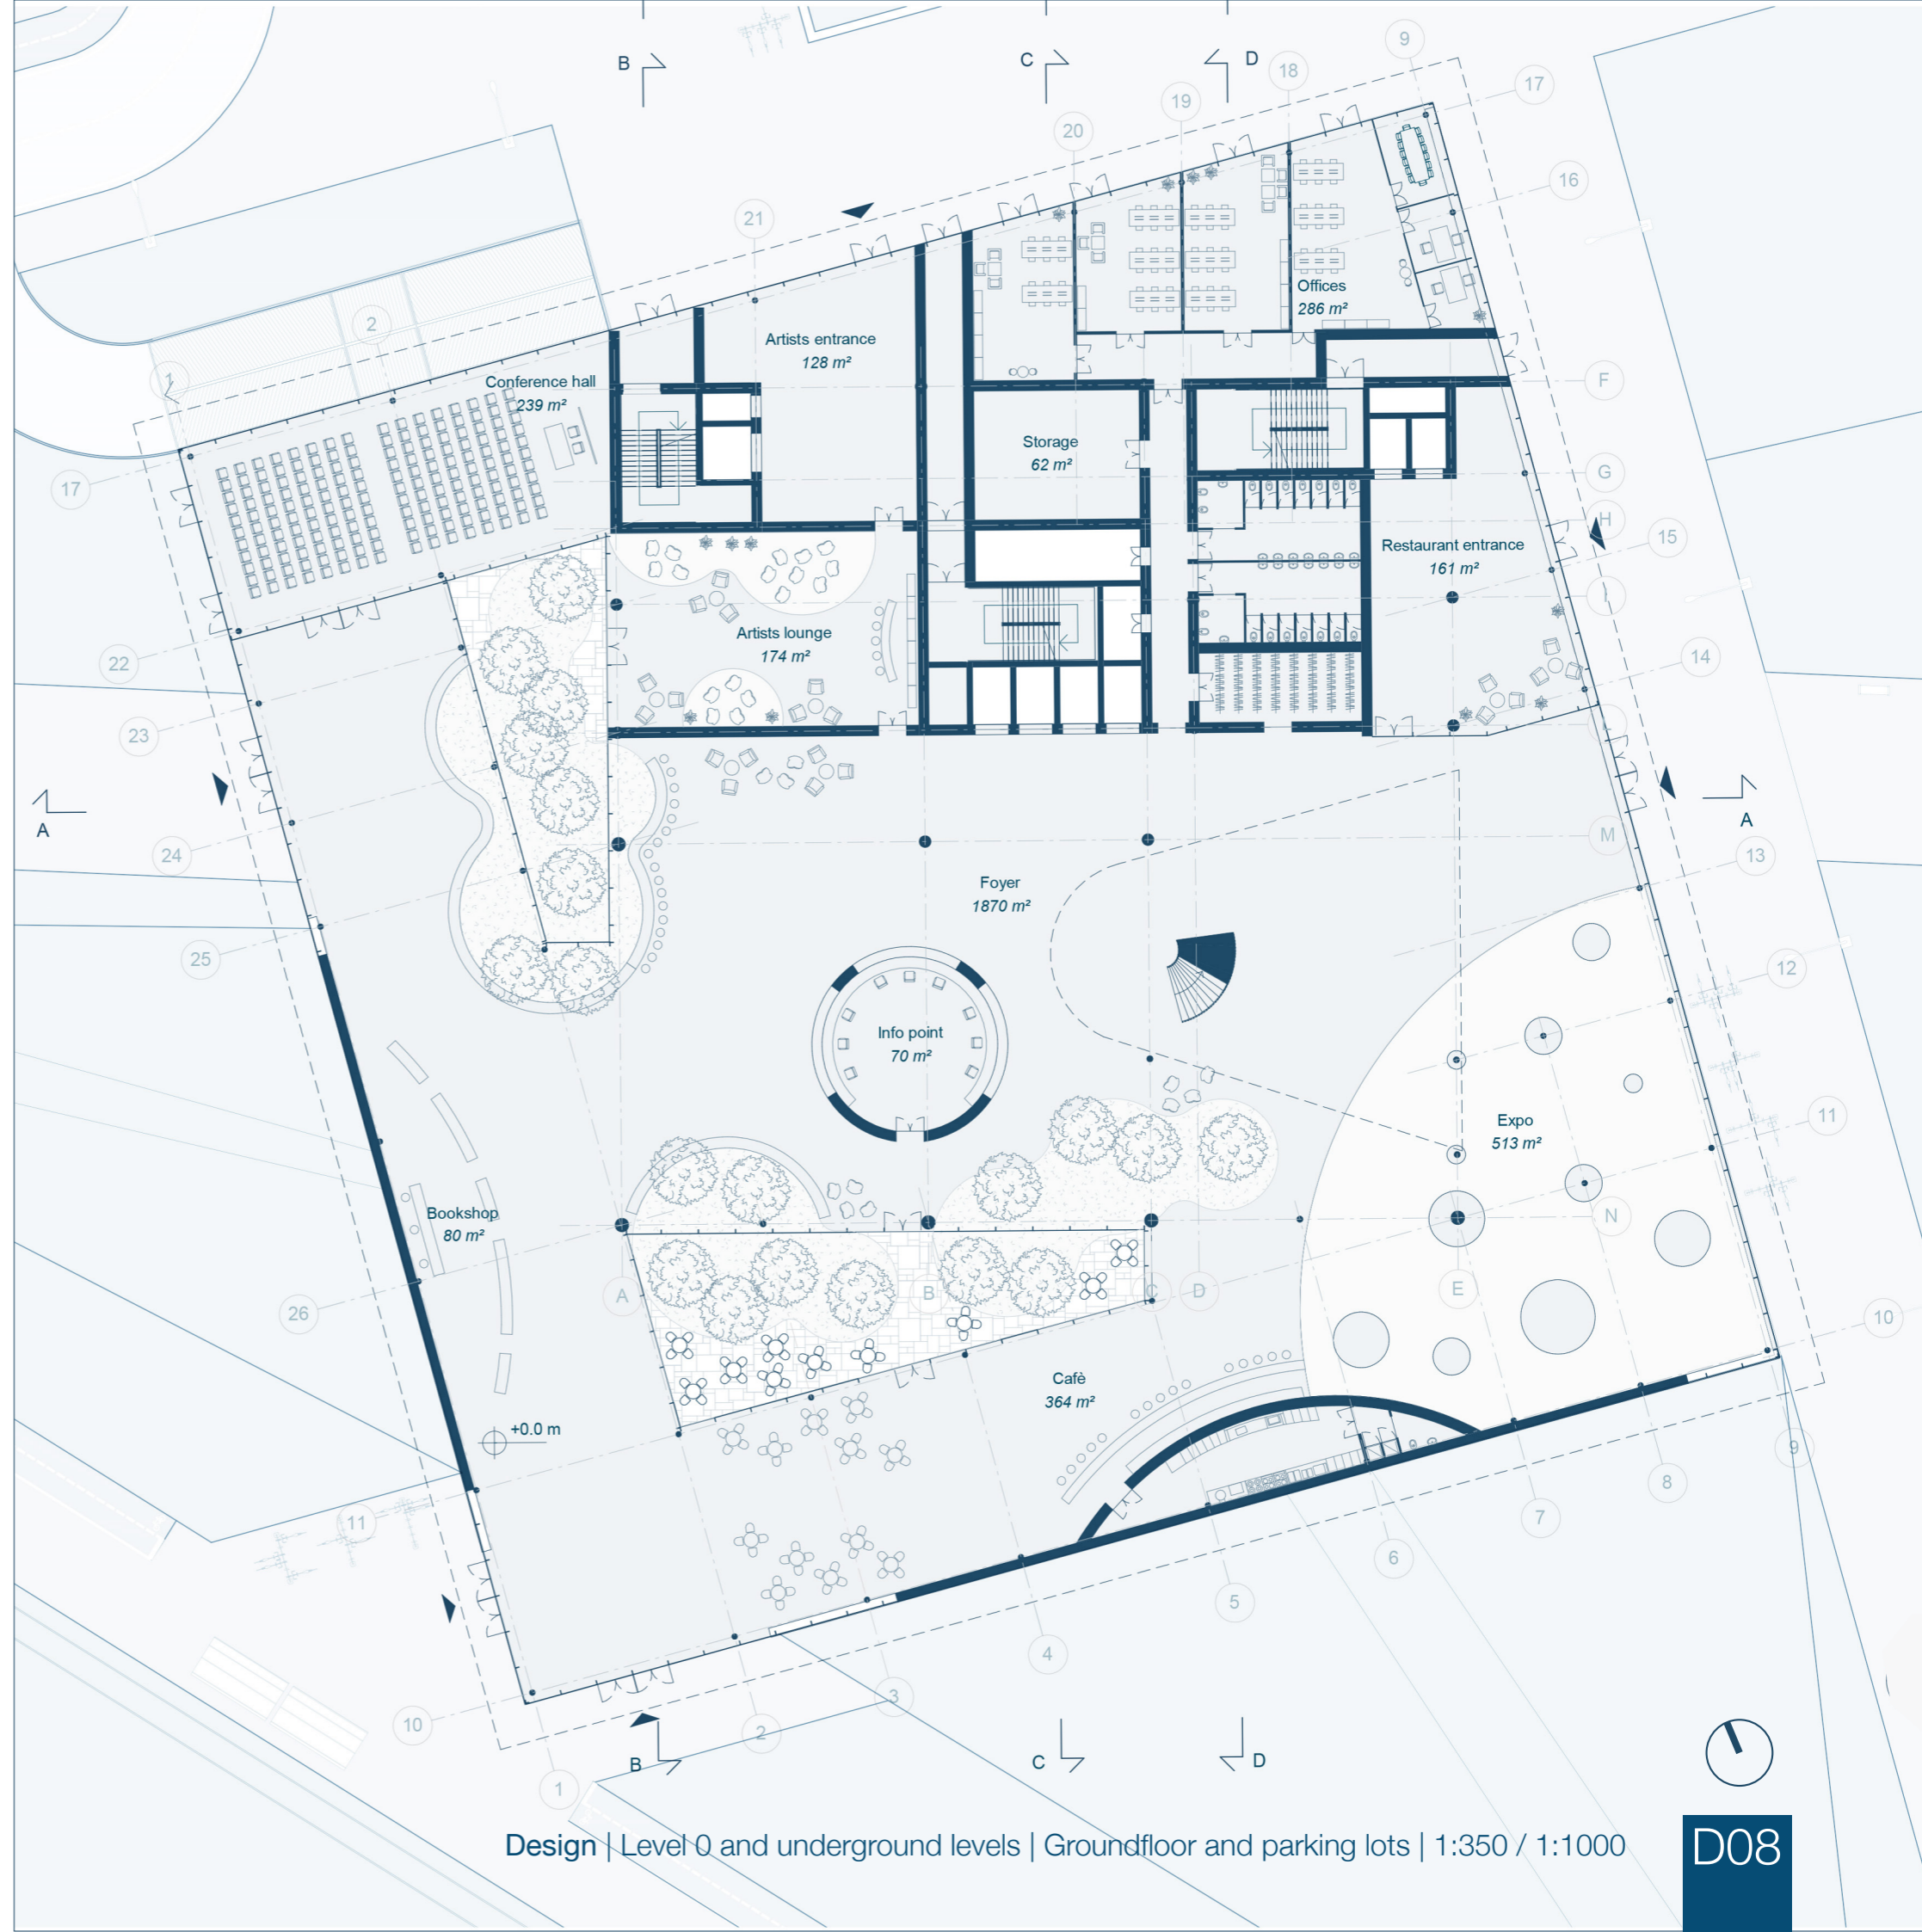 B
C
D
9
18
17
19
20
16
21
2
1
Offices
286 m²
Artists entrance
128 m²
Conference hall
239 m²
F
Storage
62 m²
17
G
H
15
Restaurant entrance
161 m²
I
Artists lounge
174 m²
14
22
L
23
A
A
M
24
13
Foyer
1870 m²
25
12
Info point
70 m²
11
Expo
513 m²
Bookshop
80 m²
N
A
B
C
D
E
26
10
Cafè
364 m²
+0.0 m
9
8
11
7
6
5
4
3
10
2
1
B
C
D
Design | Level 0 and underground levels | Groundfloor and parking lots | 1:350 / 1:1000
D08